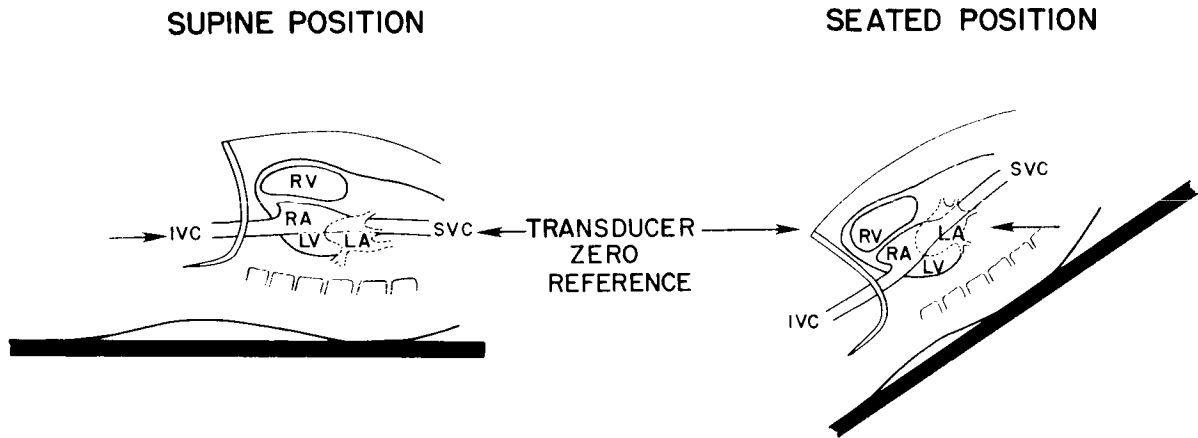 SUPINE POSITION
SEATED POSITION
RV
RA
IVC
LV
LA
SVC
TRANSDUCER
ZERO
REFERENCE
SVC
RV
LA
RA
LV
IVC